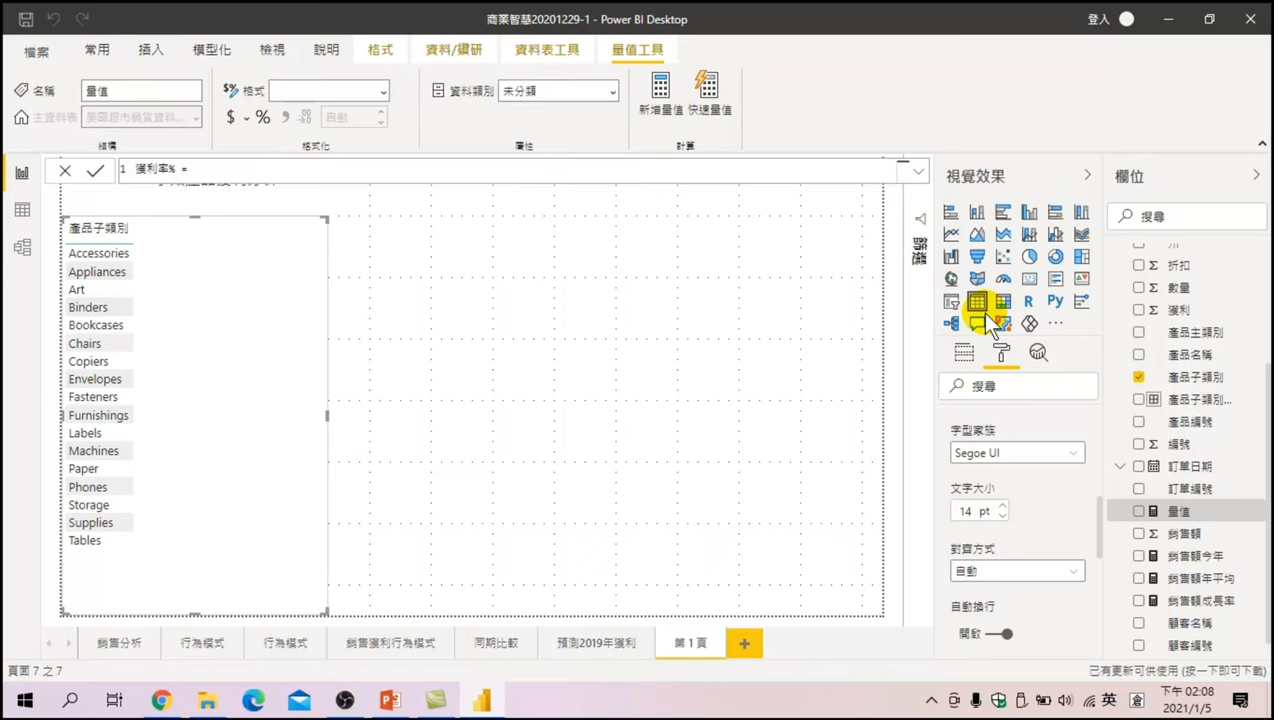 商業智慧20201229-1 - Power BI Desktop
登入
檔案
常用
插入
模型化
檢視
說明
格式
資料/鑽研
資料表工具
量值工具
名稱
量值
格式
資料類別
未分類
主資料表
美國超市銷貨資料...
$
%
自動
新增量值
快速量值
結構
格式化
屬性
計算
1 獲利率% =
產品子類別
Accessories
Appliances
Art
Binders
Bookcases
Chairs
Copiers
Envelopes
Fasteners
Furnishings
Labels
Machines
Paper
Phones
Storage
Supplies
Tables
篩選
視覺效果
R
Py
搜尋
字型家族
Segoe UI
文字大小
14 pt
對齊方式
自動
自動換行
開啟
欄位
搜尋
折扣
數量
獲利
產品主類別
產品名稱
產品子類別
產品子類別...
產品編號
編號
訂單日期
訂單編號
量值
銷售額
銷售額今年
銷售額年平均
銷售額成長率
顧客名稱
顧客編號
銷售分析
行為模式
行為模式
銷售獲利行為模式
同期比較
預測2019年獲利
第 1 頁
頁面 7 之 7
已有更新可供使用 (按一下即可下載)
英
下午 02:08
2021/1/5